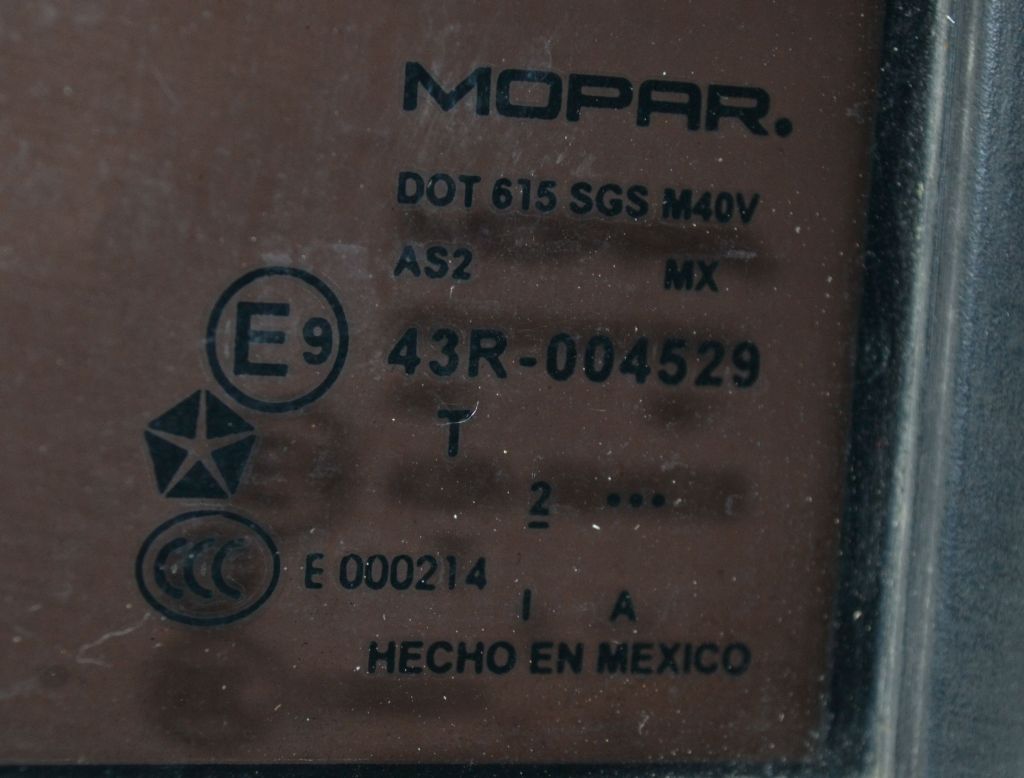 MOPAR.
DOT 615 SGS M40V
AS2 MX
E9 43R-004529
T
2 •••
CCC E 000214
I A
HECHO EN MEXICO